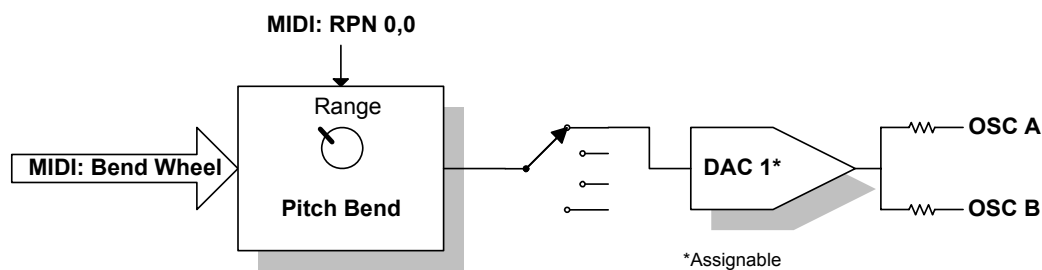 MIDI: RPN 0,0
Range
MIDI: Bend Wheel
Pitch Bend
DAC 1*
OSC A
OSC B
*Assignable